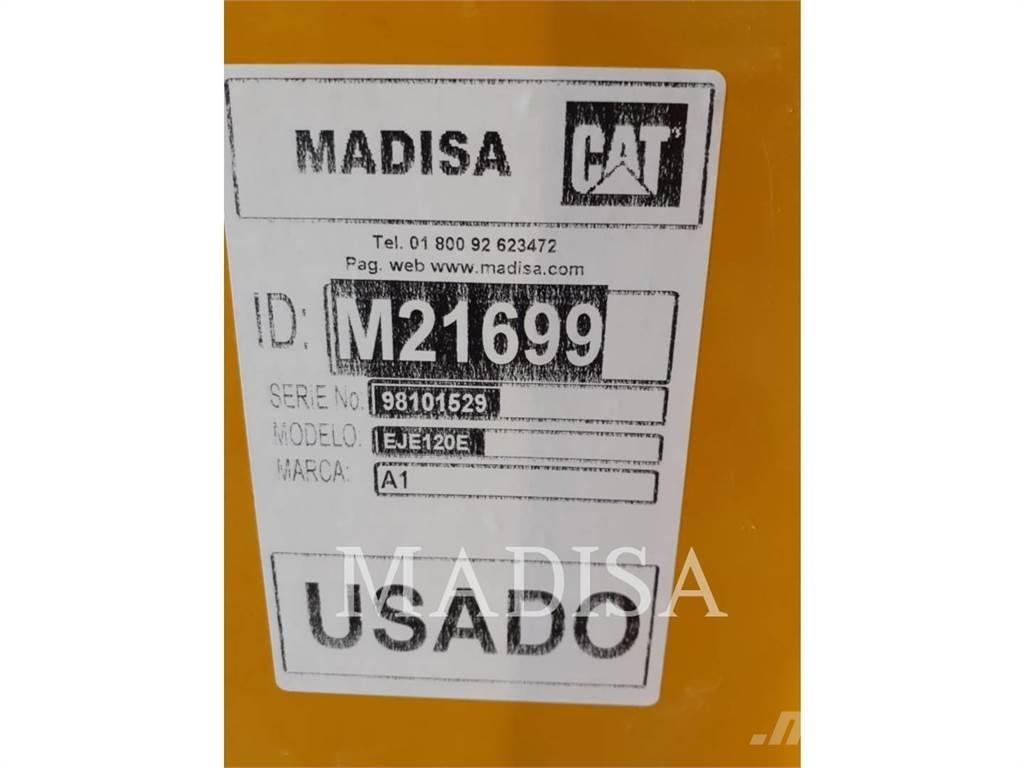 MADISA CAT
Tel. 01 800 92 623472
Pag. web www.madisa.com
ID: M21699
SERIE No. 98101529
MODELO: EJE120E
MARCA: A1
MADISA
USADO